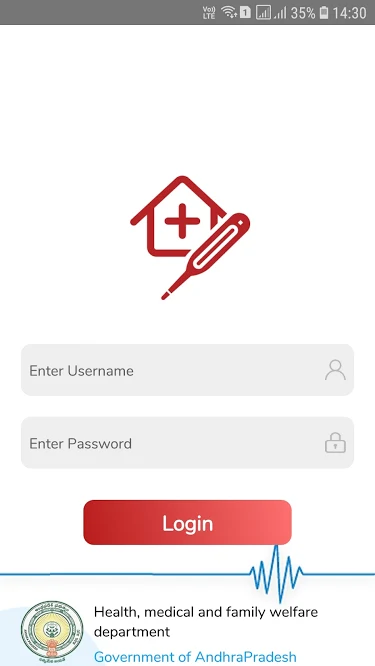 Vo)) LTE 1 35% 14:30
Enter Username
Enter Password
Login
Health, medical and family welfare
department
Government of AndhraPradesh